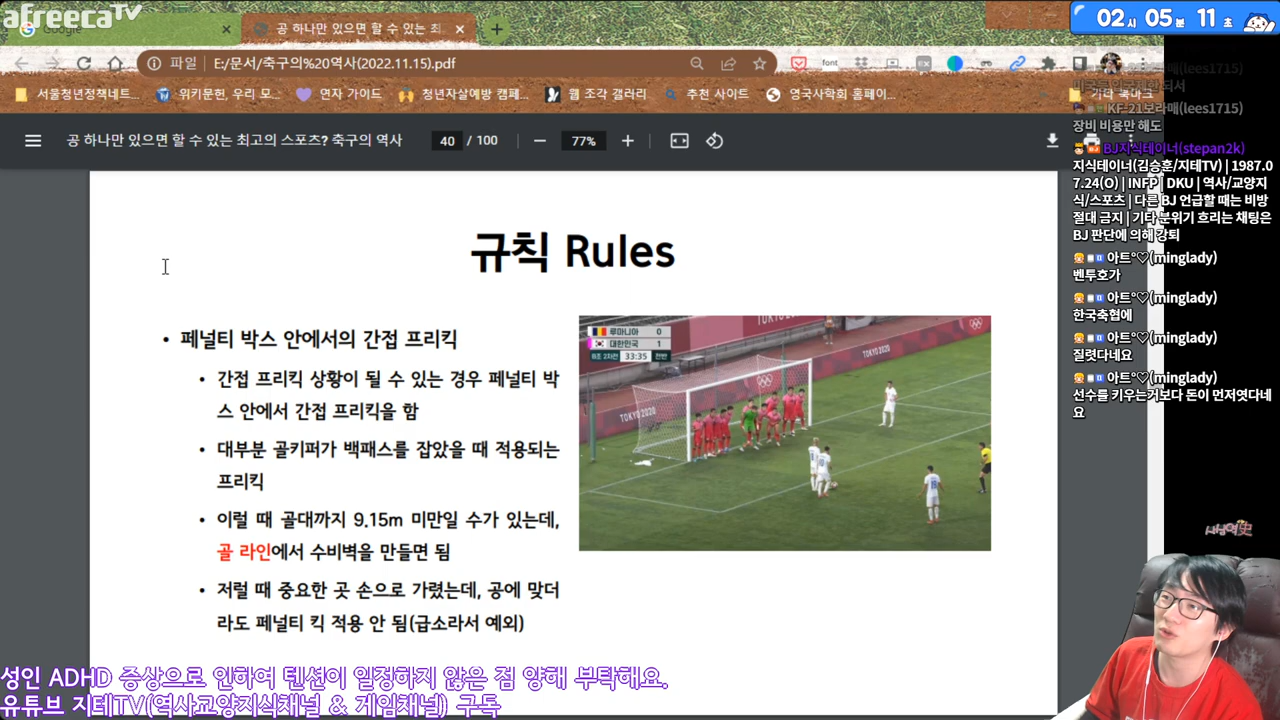 afreecaTV
Google
공 하나만 있으면 할 수 있는 최
02시 05분 11초
파일 E:/문서/축구의%20역사(2022.11.15).pdf
font
서울청년정책네트...
위키문헌, 우리 모...
연자 가이드
청년자살예방 캠페...
웹 조각 갤러리
추천 사이트
영국사학회 홈페이...
기타 북마크
공 하나만 있으면 할 수 있는 최고의 스포츠? 축구의 역사
40 / 100
77%
규칙 Rules
• 페널티 박스 안에서의 간접 프리킥
• 간접 프리킥 상황이 될 수 있는 경우 페널티 박
스 안에서 간접 프리킥을 함
• 대부분 골키퍼가 백패스를 잡았을 때 적용되는
프리킥
• 이럴 때 골대까지 9.15m 미만일 수가 있는데,
골 라인에서 수비벽을 만들면 됨
• 저럴 때 중요한 곳 손으로 가렸는데, 공에 맞더
라도 페널티 킥 적용 안 됨(급소라서 예외)
루마니아 0
대한민국 1
B조 2차전 33:35 전반
TOKYO 2020
TOKYO 2020
TOKYO 2020
(lees1715)
KF-21보라매(lees1715)
장비 비용만 해도
BJ지식테이너(stepan2k)
지식테이너(김승훈/지테TV) | 1987.0
7.24(O) | INFP | DKU | 역사/교양지
식/스포츠 | 다른 BJ 언급할 때는 비방
절대 금지 | 기타 분위기 흐리는 채팅은
BJ 판단에 의해 강퇴
아트°♡(minglady)
벤투호가
아트°♡(minglady)
한국축협에
아트°♡(minglady)
질렷다네요
아트°♡(minglady)
선수를 키우는거보다 돈이 먼저엿다네
요
성인 ADHD 증상으로 인하여 텐션이 일정하지 않은 점 양해 부탁해요.
유튜브 지테TV(역사교양지식채널 & 게임채널) 구독